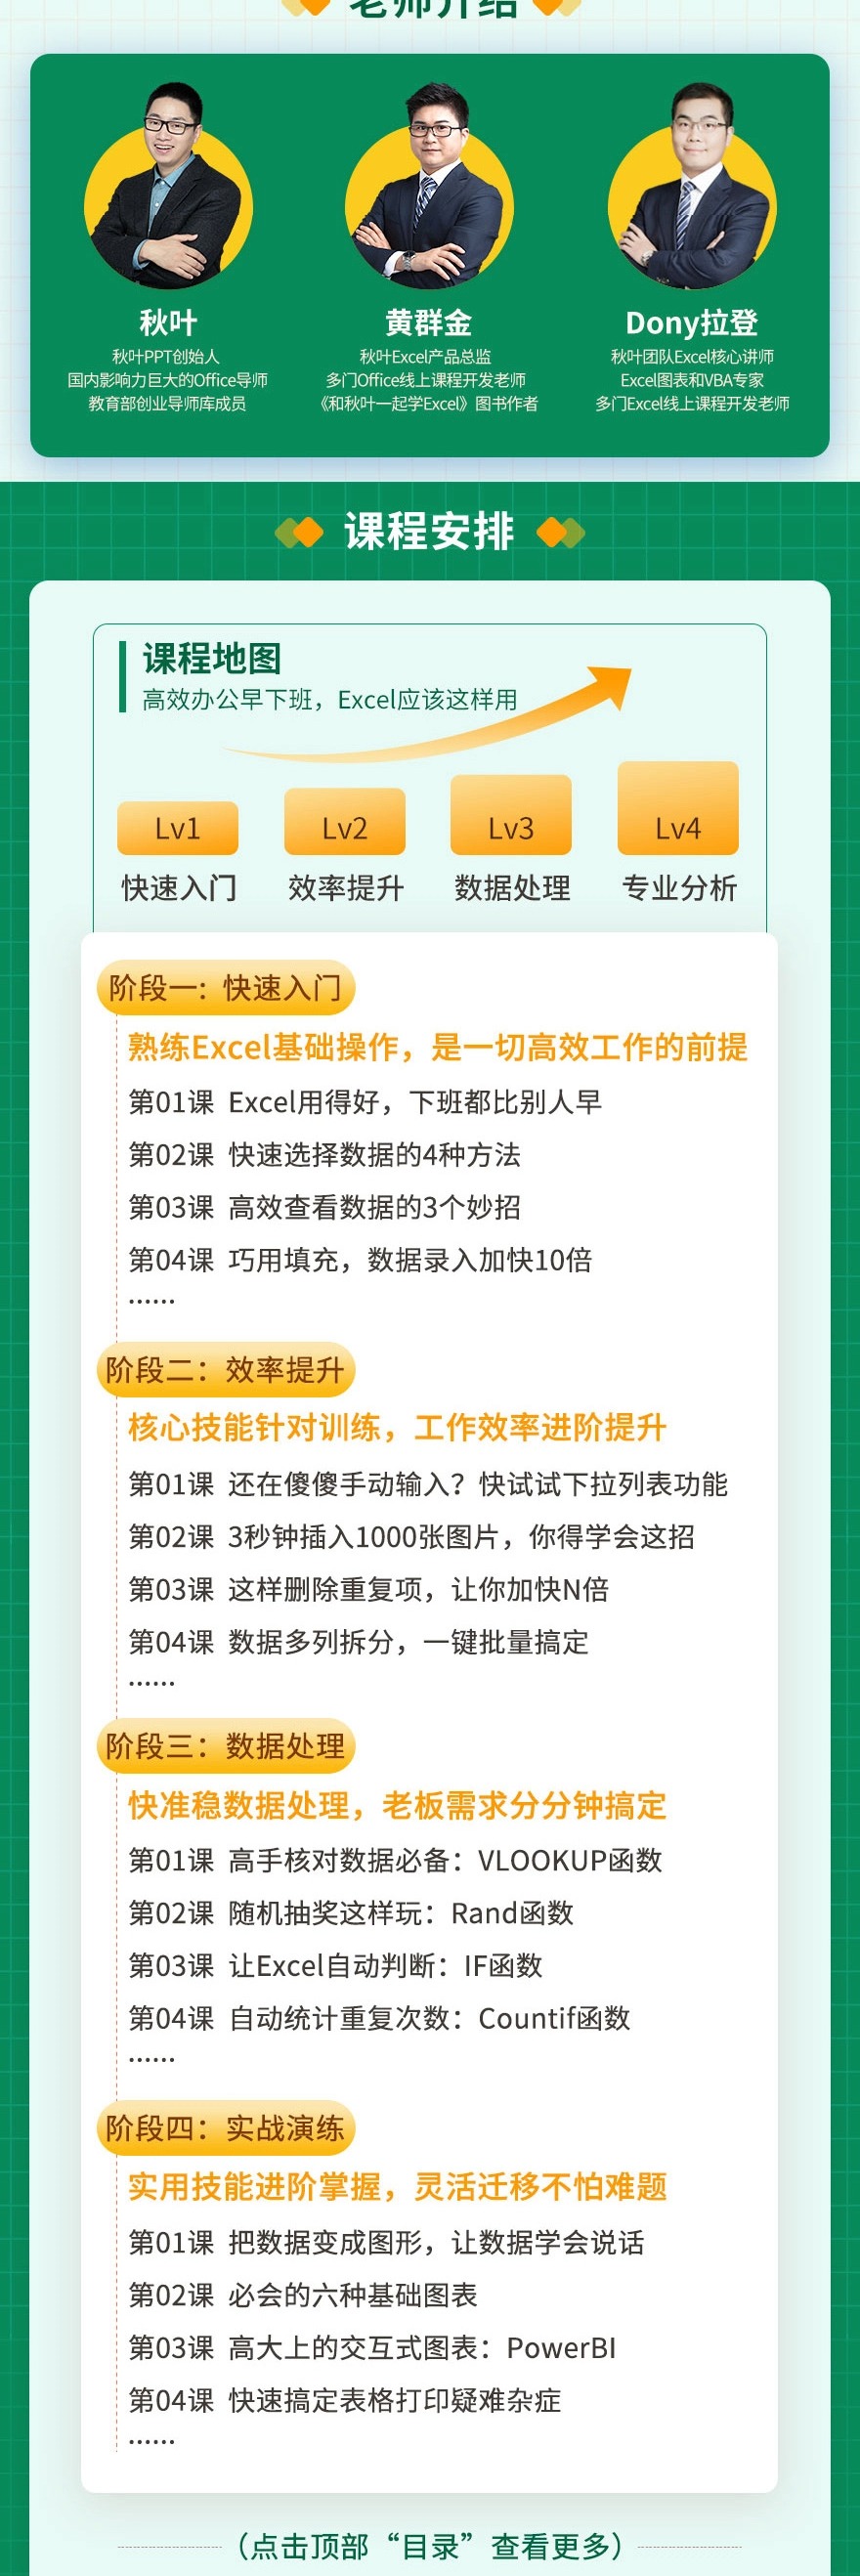 老师介绍
秋叶
秋叶PPT创始人
国内影响力巨大的Office导师
教育部创业导师库成员
黄群金
秋叶Excel产品总监
多门Office线上课程开发老师
《和秋叶一起学Excel》图书作者
Dony拉登
秋叶团队Excel核心讲师
Excel图表和VBA专家
多门Excel线上课程开发老师
课程安排
课程地图
高效办公早下班，Excel应该这样用
Lv1
Lv2
Lv3
Lv4
快速入门
效率提升
数据处理
专业分析
阶段一：快速入门
熟练Excel基础操作，是一切高效工作的前提
第01课 Excel用得好，下班都比别人早
第02课 快速选择数据的4种方法
第03课 高效查看数据的3个妙招
第04课 巧用填充，数据录入加快10倍
······
阶段二：效率提升
核心技能针对训练，工作效率进阶提升
第01课 还在傻傻手动输入？快试试下拉列表功能
第02课 3秒钟插入1000张图片，你得学会这招
第03课 这样删除重复项，让你加快N倍
第04课 数据多列拆分，一键批量搞定
······
阶段三：数据处理
快准稳数据处理，老板需求分分钟搞定
第01课 高手核对数据必备：VLOOKUP函数
第02课 随机抽奖这样玩：Rand函数
第03课 让Excel自动判断：IF函数
第04课 自动统计重复次数：Countif函数
······
阶段四：实战演练
实用技能进阶掌握，灵活迁移不怕难题
第01课 把数据变成图形，让数据学会说话
第02课 必会的六种基础图表
第03课 高大上的交互式图表：PowerBI
第04课 快速搞定表格打印疑难杂症
······
（点击顶部“目录”查看更多）